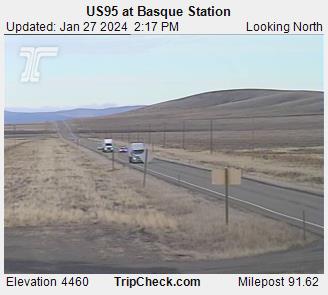 US95 at Basque Station
Updated: Jan 27 2024 2:17 PM Looking North
Elevation 4460 TripCheck.com Milepost 91.62